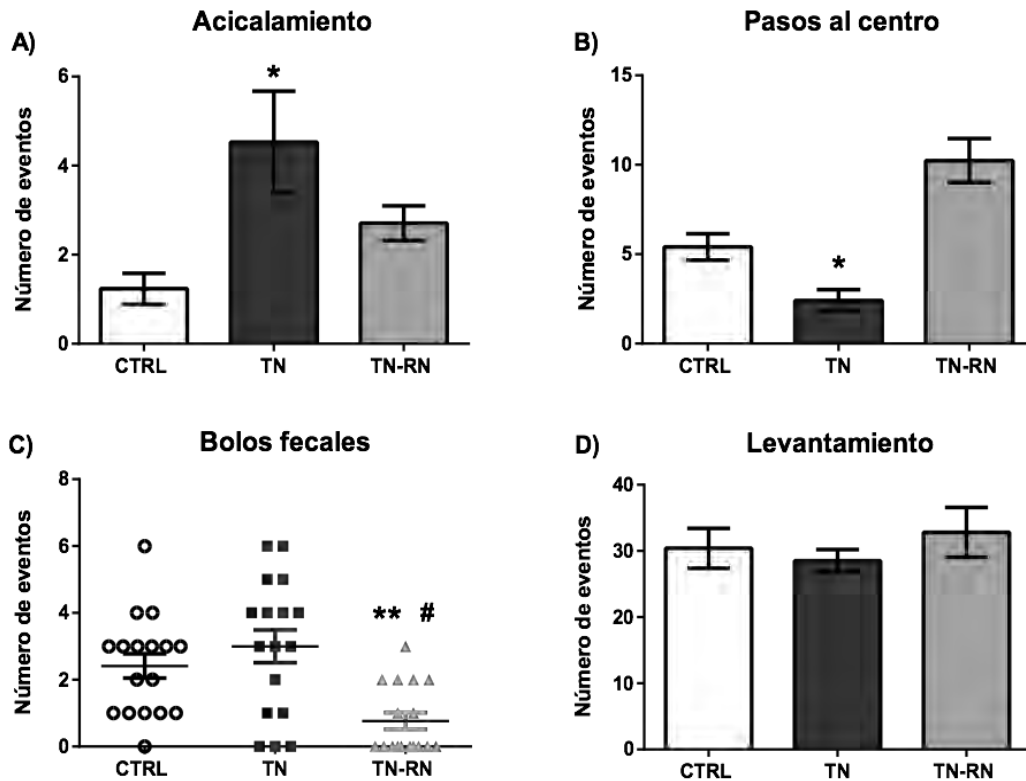 A)
Acicalamiento
Número de eventos
6
4
2
0
*
CTRL
TN
TN-RN
B)
Pasos al centro
Número de eventos
15
10
5
0
*
CTRL
TN
TN-RN
C)
Bolos fecales
Número de eventos
8
6
4
2
0
** #
CTRL
TN
TN-RN
D)
Levantamiento
Número de eventos
40
30
20
10
0
CTRL
TN
TN-RN